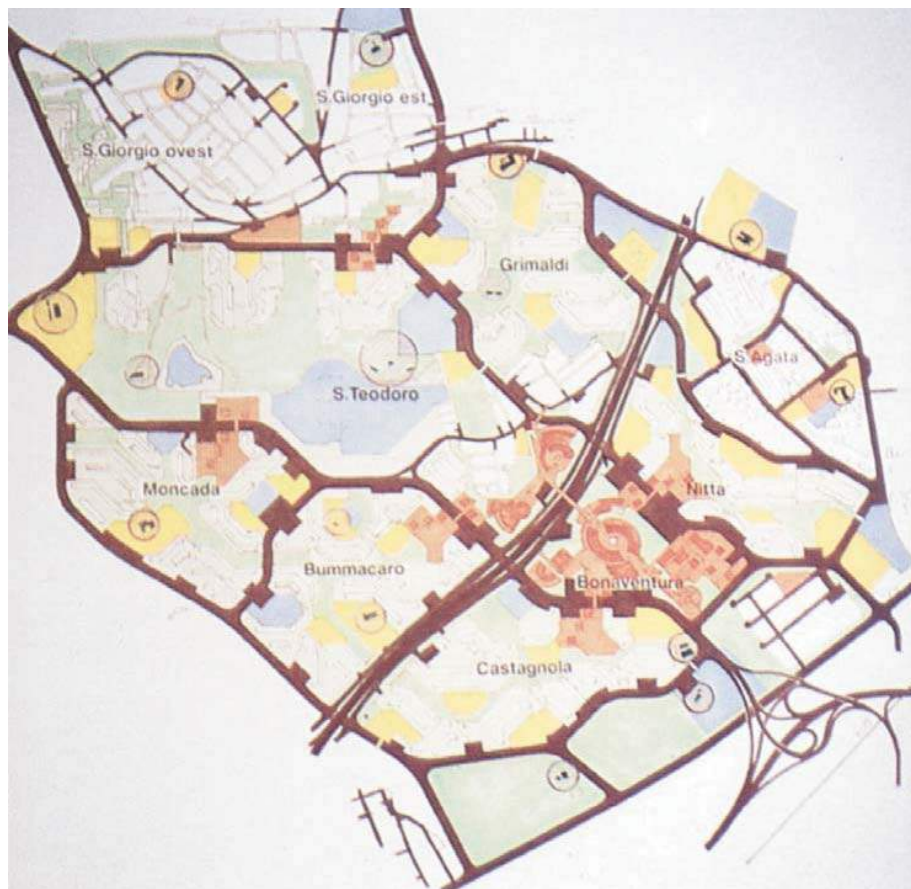 S.Giorgio est
S.Giorgio ovest
Grimaldi
S.Agata
S.Teodoro
Moncada
Nitta
Bummacaro
Bonaventura
Castagnola